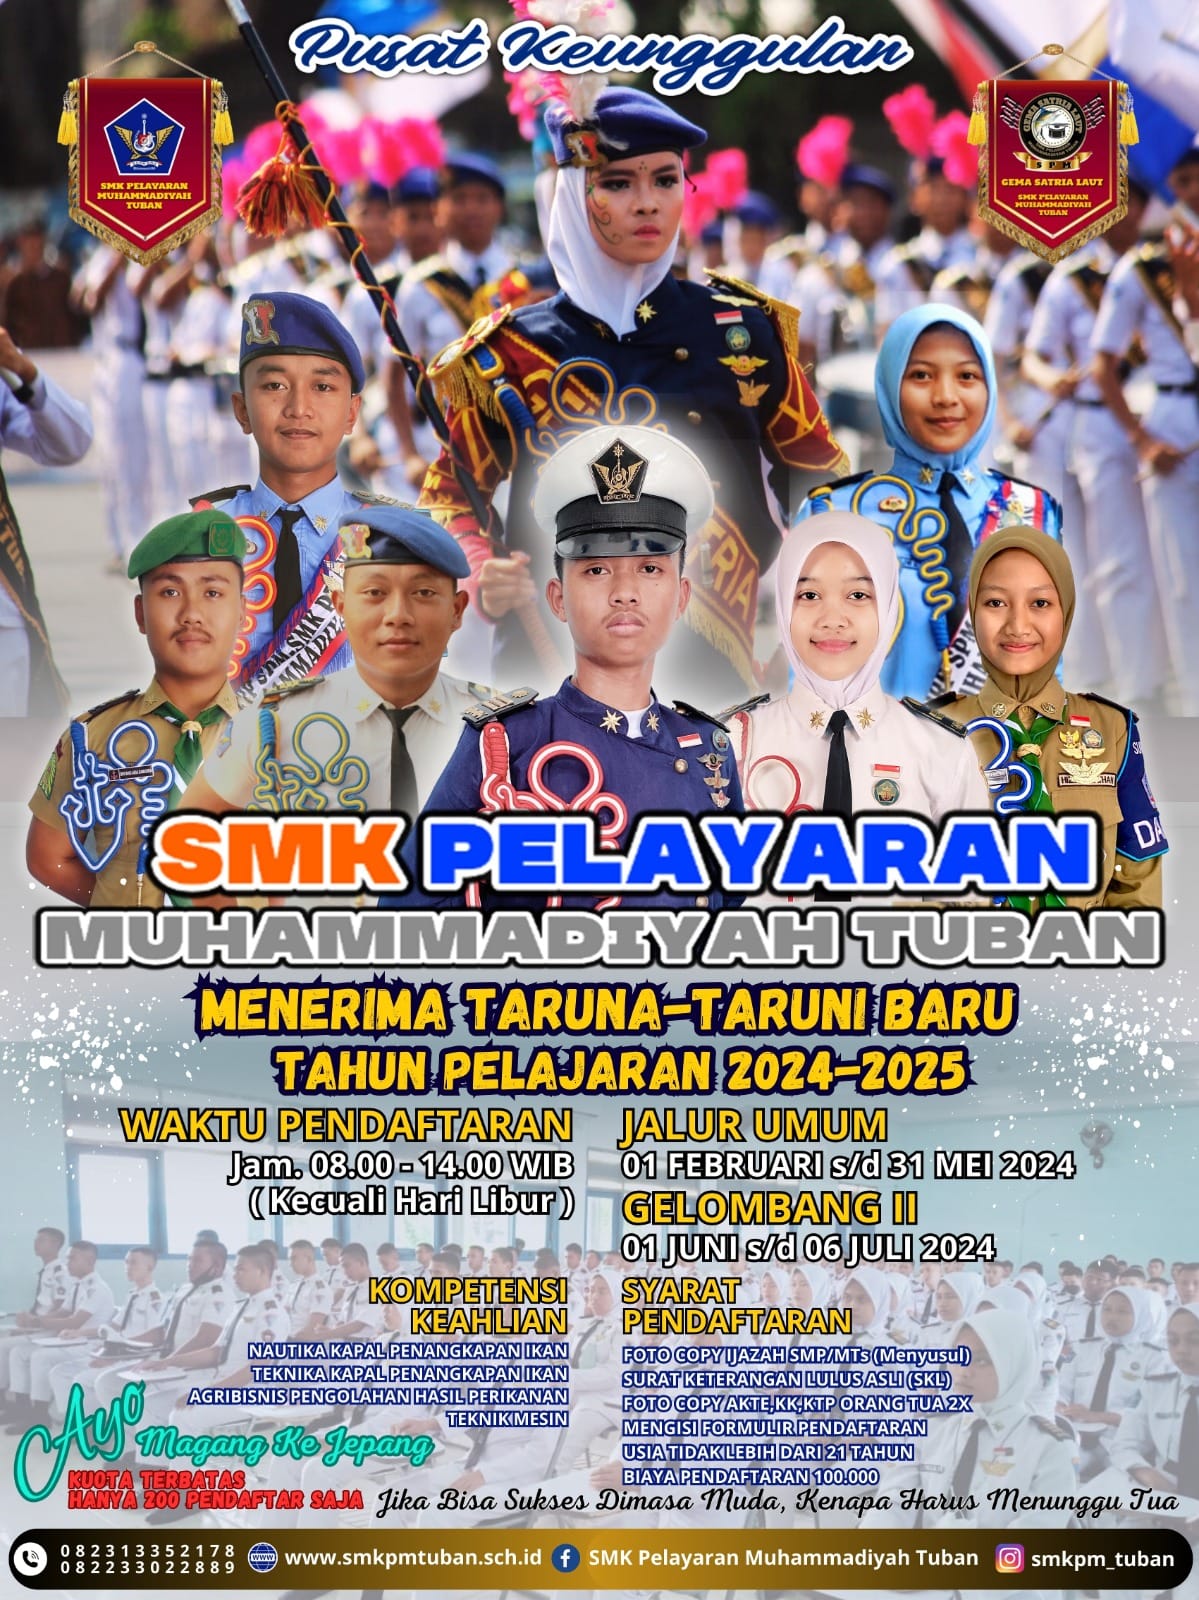 Pusat Keunggulan
SMK PELAYARAN
MUHAMMADIYAH
TUBAN
GEMA SATRIA LAUT
SPM
GEMA SATRIA LAUT
SMK PELAYARAN
MUHAMMADIYAH
TUBAN
SMK PELAYARAN
MUHAMMADIYAH TUBAN
MENERIMA TARUNA-TARUNI BARU
TAHUN PELAJARAN 2024-2025
WAKTU PENDAFTARAN
Jam. 08.00 - 14.00 WIB
( Kecuali Hari Libur )
JALUR UMUM
01 FEBRUARI s/d 31 MEI 2024
GELOMBANG II
01 JUNI s/d 06 JULI 2024
KOMPETENSI
KEAHLIAN
NAUTIKA KAPAL PENANGKAPAN IKAN
TEKNIKA KAPAL PENANGKAPAN IKAN
AGRIBISNIS PENGOLAHAN HASIL PERIKANAN
TEKNIK MESIN
SYARAT
PENDAFTARAN
FOTO COPY IJAZAH SMP/MTs (Menyusul)
SURAT KETERANGAN LULUS ASLI (SKL)
FOTO COPY AKTE,KK,KTP ORANG TUA 2X
MENGISI FORMULIR PENDAFTARAN
USIA TIDAK LEBIH DARI 21 TAHUN
BIAYA PENDAFTARAN 100.000
Ayo
Magang Ke Jepang
KUOTA TERBATAS
HANYA 200 PENDAFTAR SAJA
Jika Bisa Sukses Dimasa Muda, Kenapa Harus Menunggu Tua
082313352178
082233022889
www.smkpmtuban.sch.id
SMK Pelayaran Muhammadiyah Tuban
smkpm_tuban